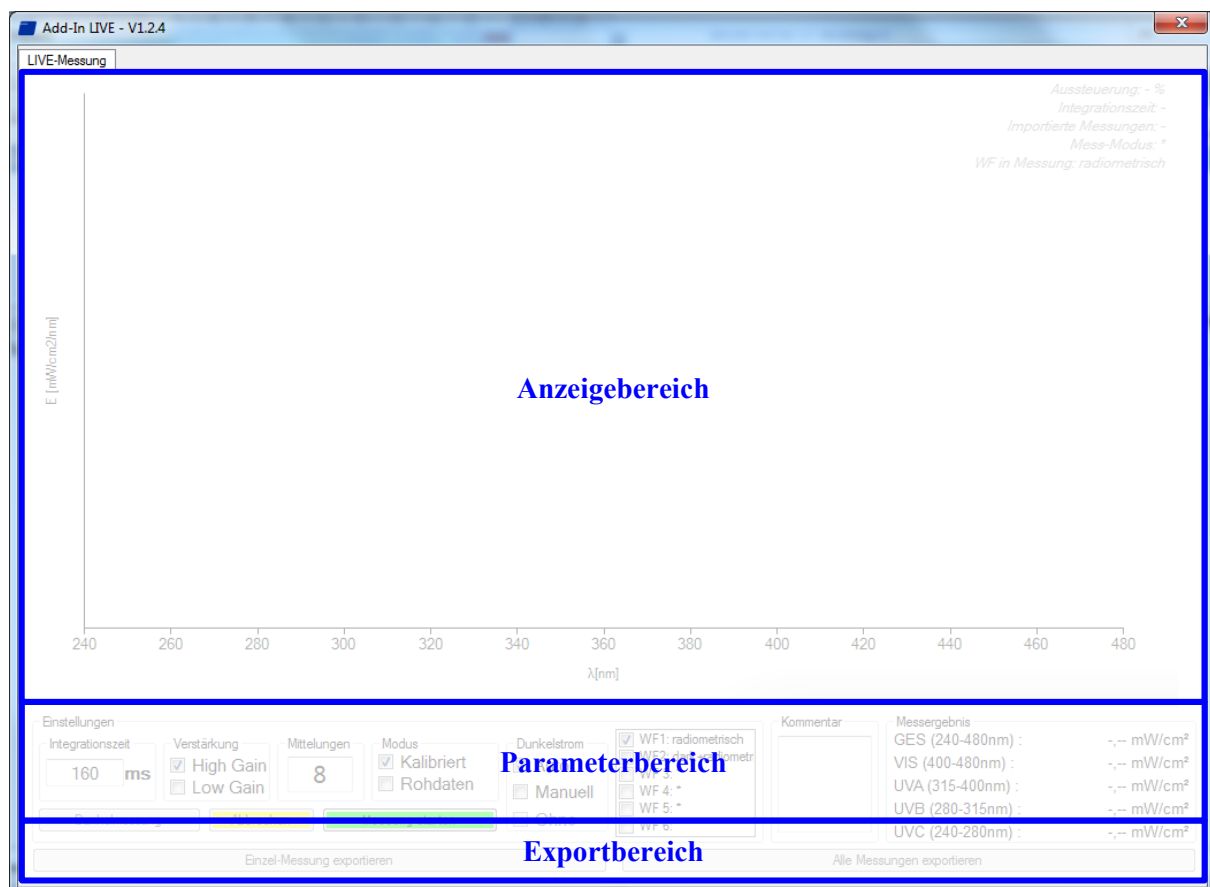 Add-In LIVE - V1.2.4
LIVE-Messung
Aussteuerung: - %
Integrationszeit: -
Importierte Messungen: -
Mess-Modus: *
WF in Messung: radiometrisch
E [mW/cm2/nm]
Anzeigebereich
240 260 280 300 320 340 360 380 400 420 440 460 480
λ[nm]
Einstellungen
Integrationszeit
160 ms
Verstärkung
High Gain
Low Gain
Mittelungen
8
Modus
Kalibriert
Rohdaten
Dunkelstrom
Manuell
Ohne
WF1: radiometrisch
WF 4: *
WF 5: *
WF 6:
Parameterbereich
Kommentar
Messergebnis
GES (240-480nm) : -,-- mW/cm²
VIS (400-480nm) : -,-- mW/cm²
UVA (315-400nm) : -,-- mW/cm²
UVB (280-315nm) : -,-- mW/cm²
UVC (240-280nm) : -,-- mW/cm²
Exportbereich
Einzel-Messung exportieren
Alle Messungen exportieren